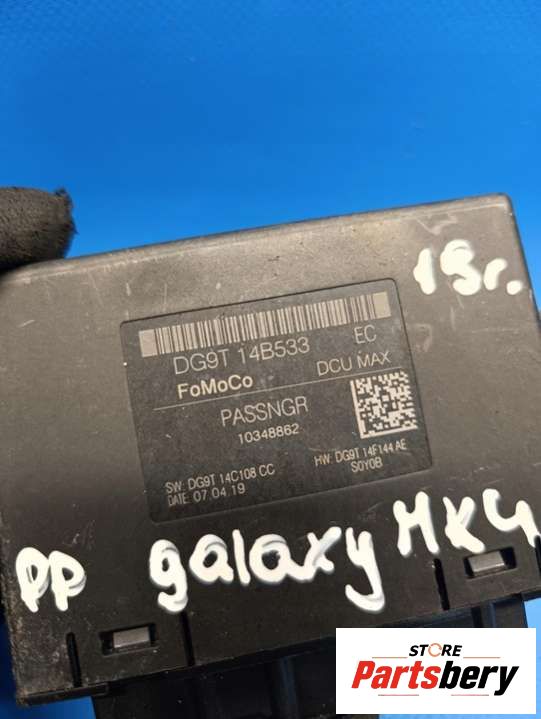 19r.
DG9T 14B533 EC
FoMoCo DCU MAX
PASSNGR
10348862
SW: DG9T 14C108 CC HW: DG9T 14F144 AE
DATE: 07.04.19 S0Y0B
PP galaxy MK4
STORE
Partsbery